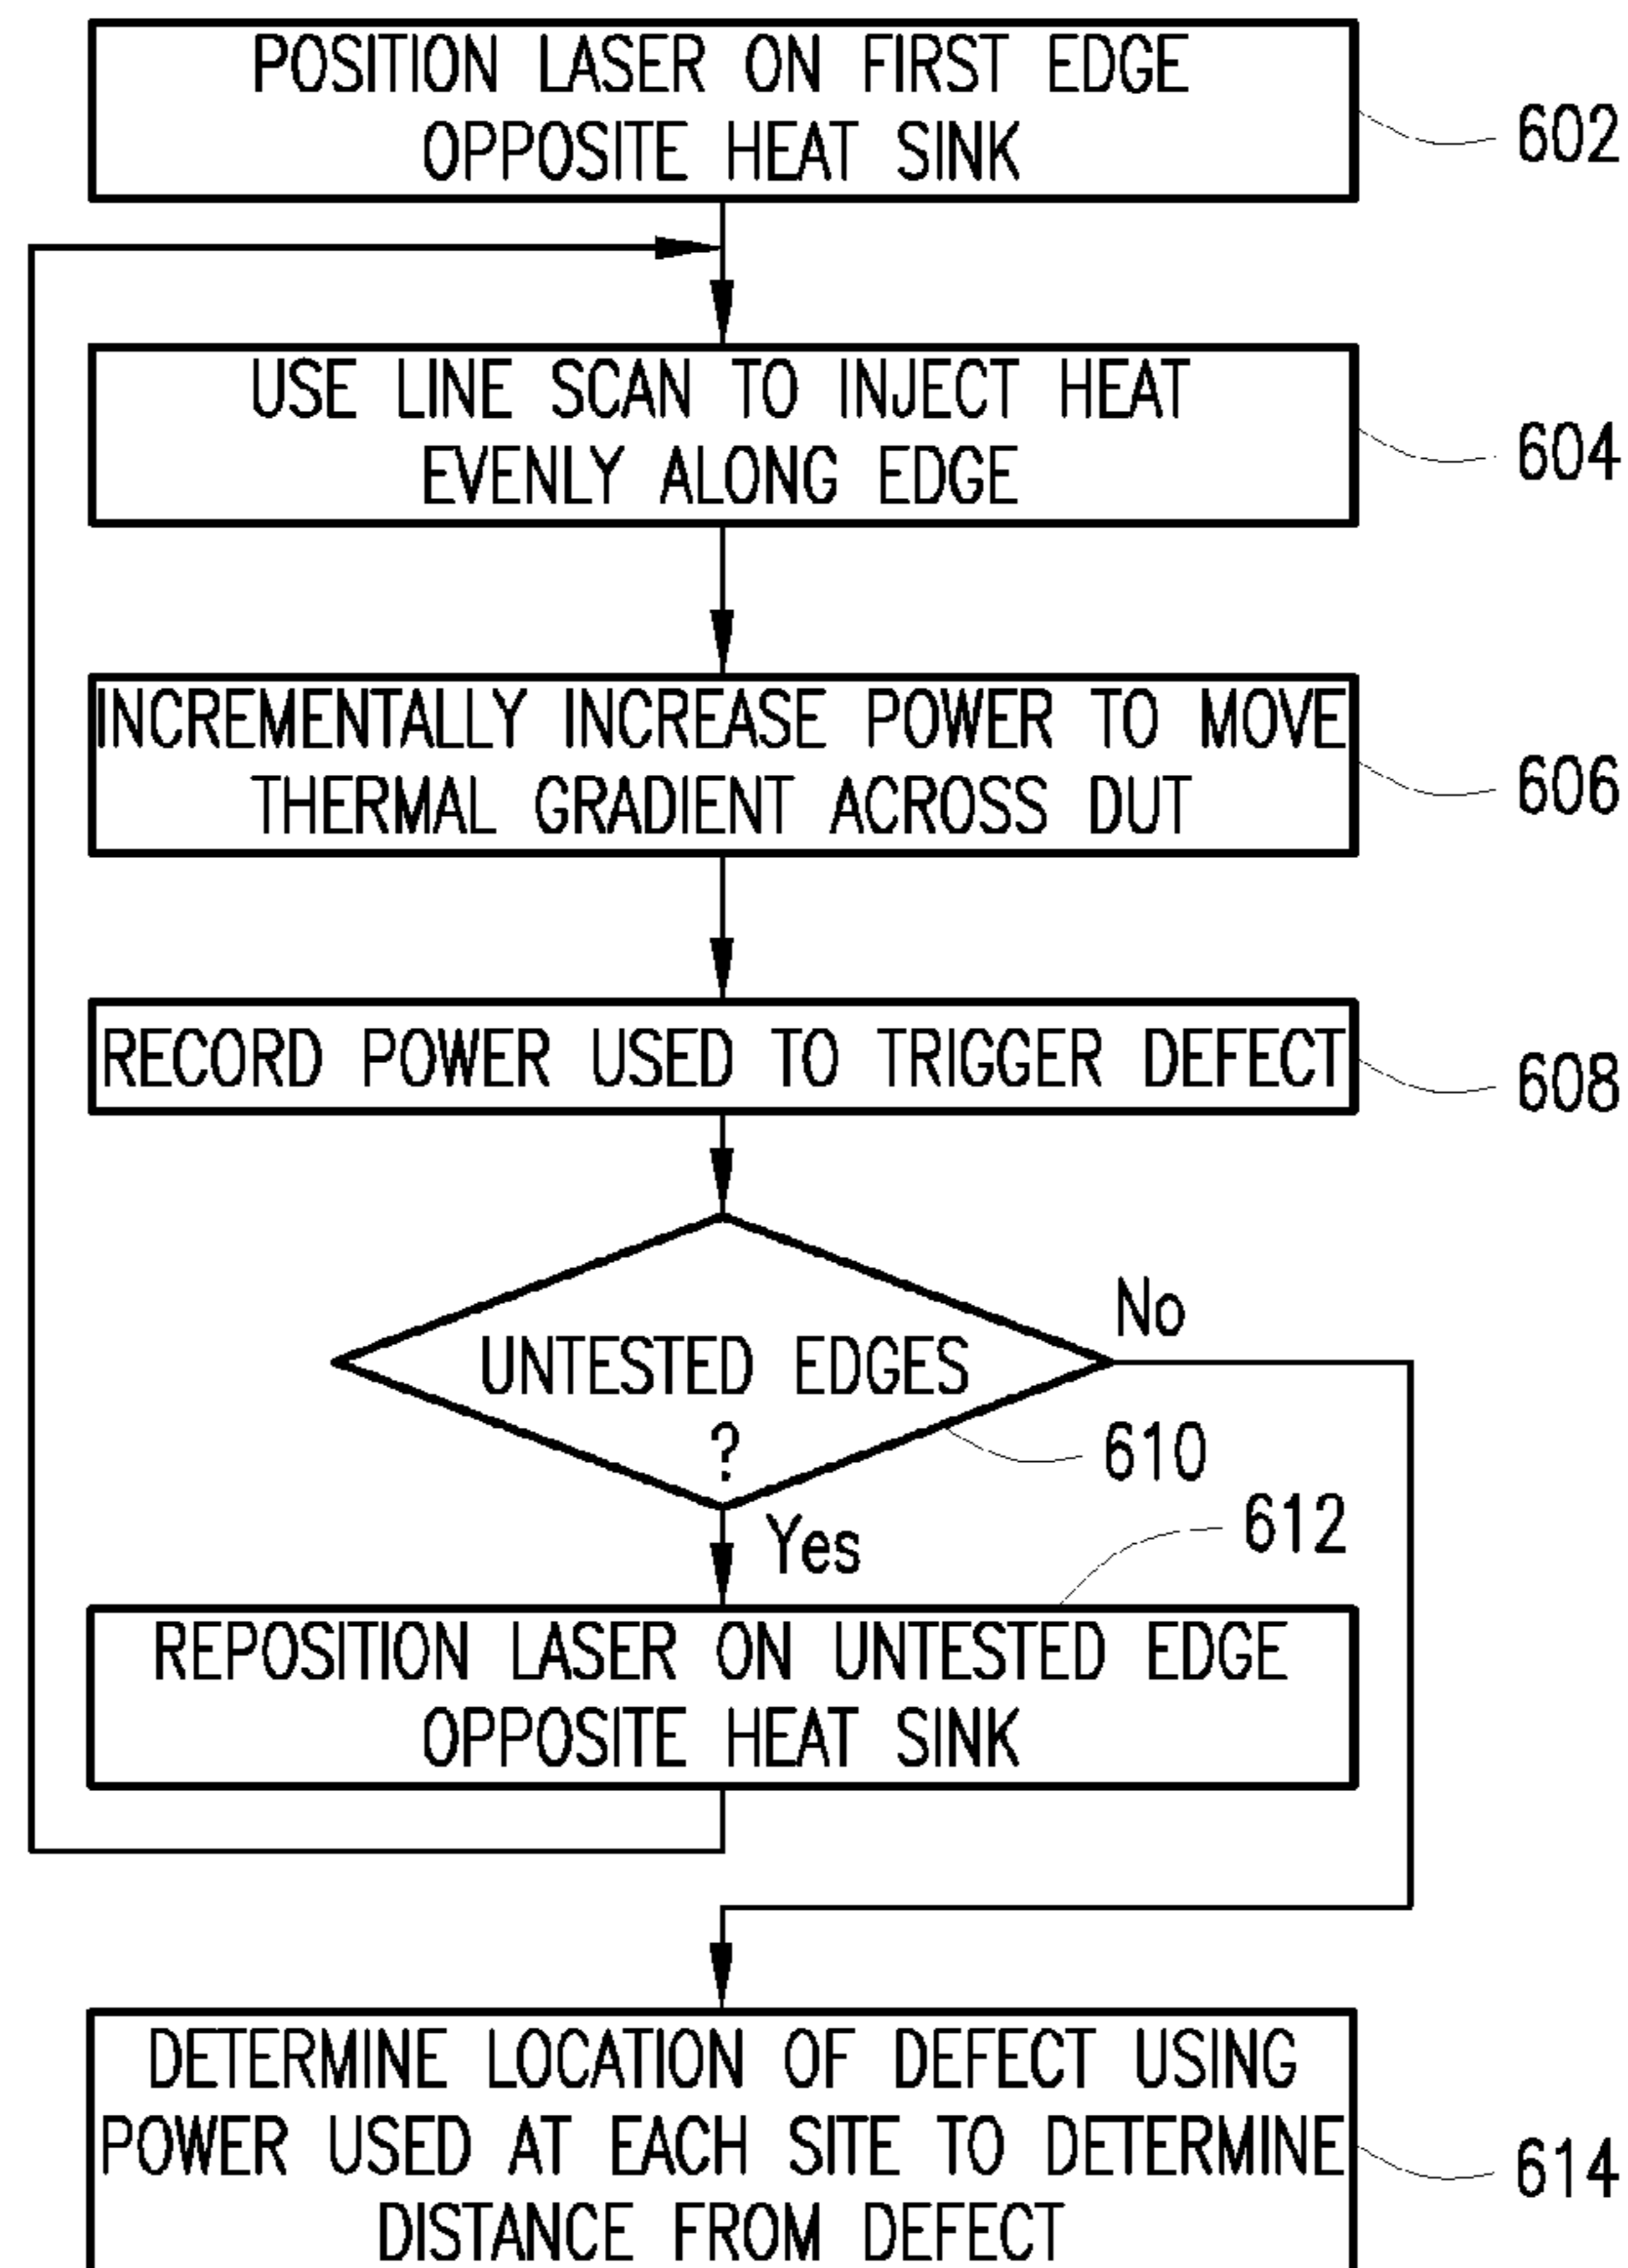 POSITION LASER ON FIRST EDGE
OPPOSITE HEAT SINK
602
USE LINE SCAN TO INJECT HEAT
EVENLY ALONG EDGE
604
INCREMENTALLY INCREASE POWER TO MOVE
THERMAL GRADIENT ACROSS DUT
606
RECORD POWER USED TO TRIGGER DEFECT
608
No
UNTESTED EDGES
?
610
Yes
612
REPOSITION LASER ON UNTESTED EDGE
OPPOSITE HEAT SINK
DETERMINE LOCATION OF DEFECT USING
POWER USED AT EACH SITE TO DETERMINE
DISTANCE FROM DEFECT
614